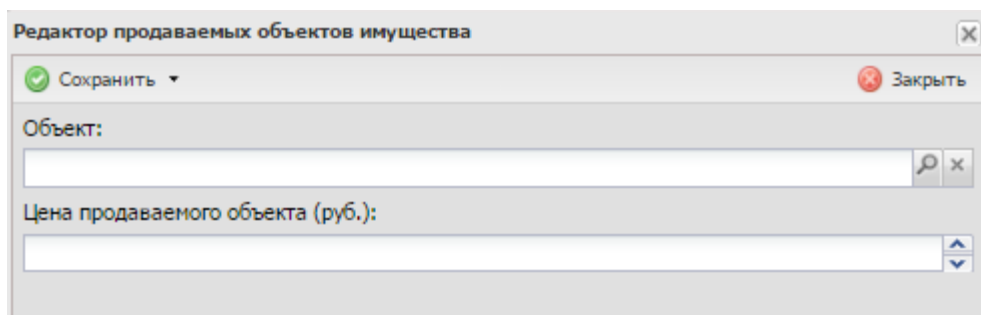 Редактор продаваемых объектов имущества
Сохранить Закрыть
Объект:
Цена продаваемого объекта (руб.):